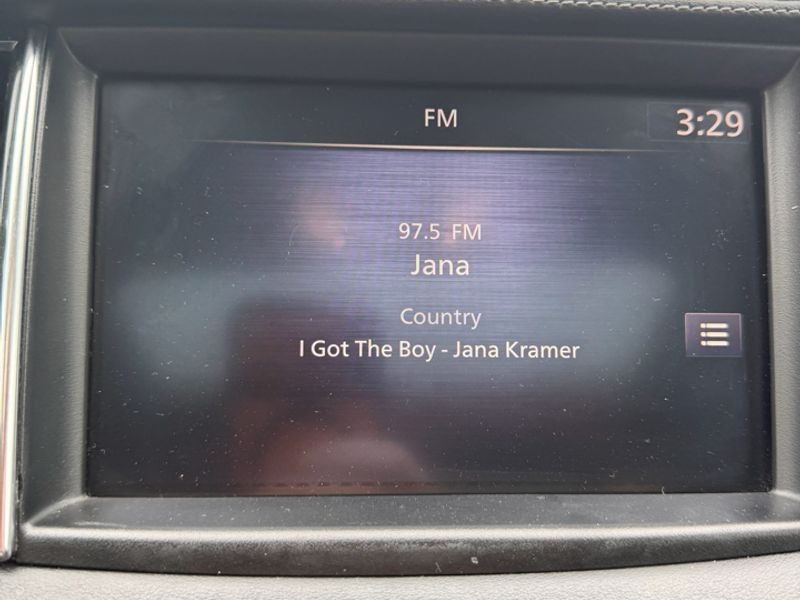 FM
3:29
97.5 FM
Jana
Country
I Got The Boy - Jana Kramer